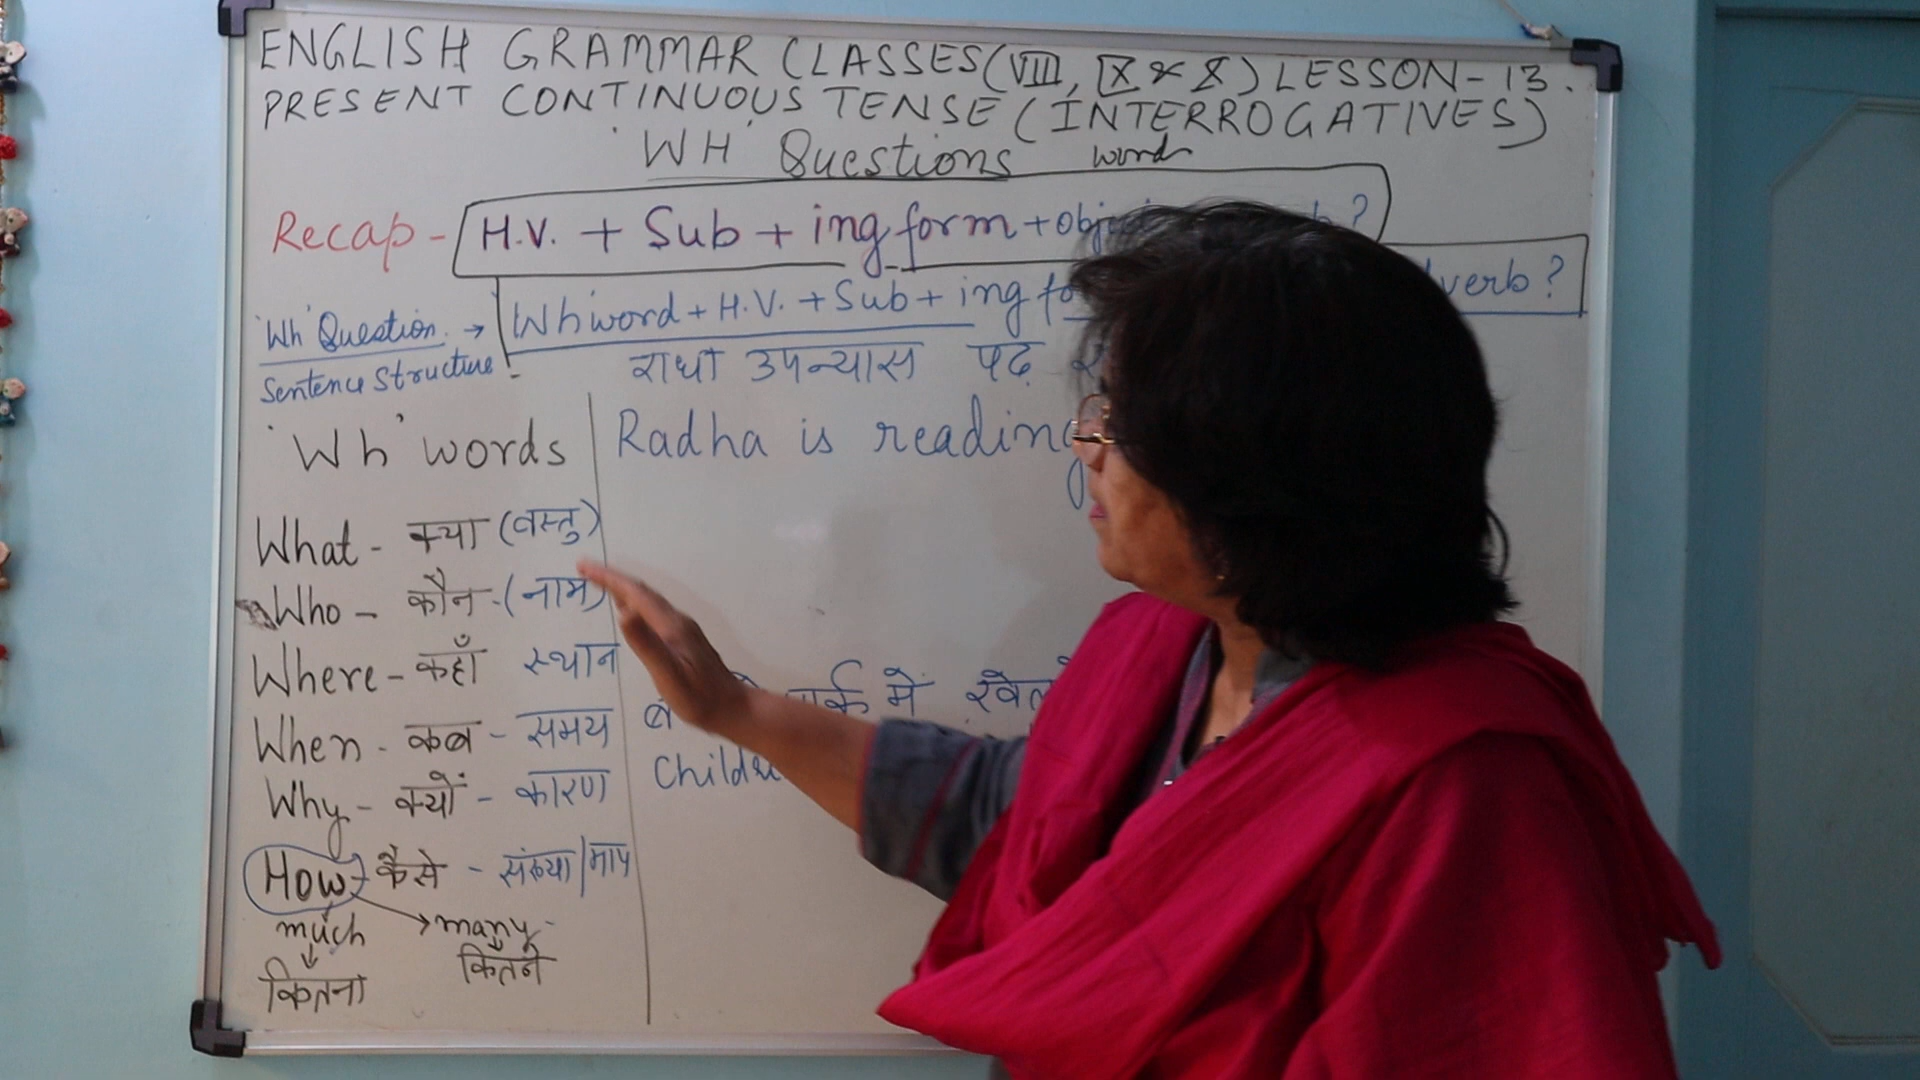 ENGLISH GRAMMAR CLASSES (VIII, IX & X) LESSON-13.
PRESENT CONTINUOUS TENSE (INTERROGATIVES)
'WH' Questions
word
Recap - H.V. + Sub + ing form + obj ?
'Wh' Question → Wh'word + H.V. + Sub + ing verb ?
Sentence Structure -
राधा उपन्यास पढ़
'Wh' words
Radha is reading
What - क्या (वस्तु)
Who - कौन - (नाम)
Where - कहाँ स्थान
पार्क में
When - कब - समय
Children
Why - क्यों - कारण
How - कैसे - संख्या/माप
much → many -
कितना कितने